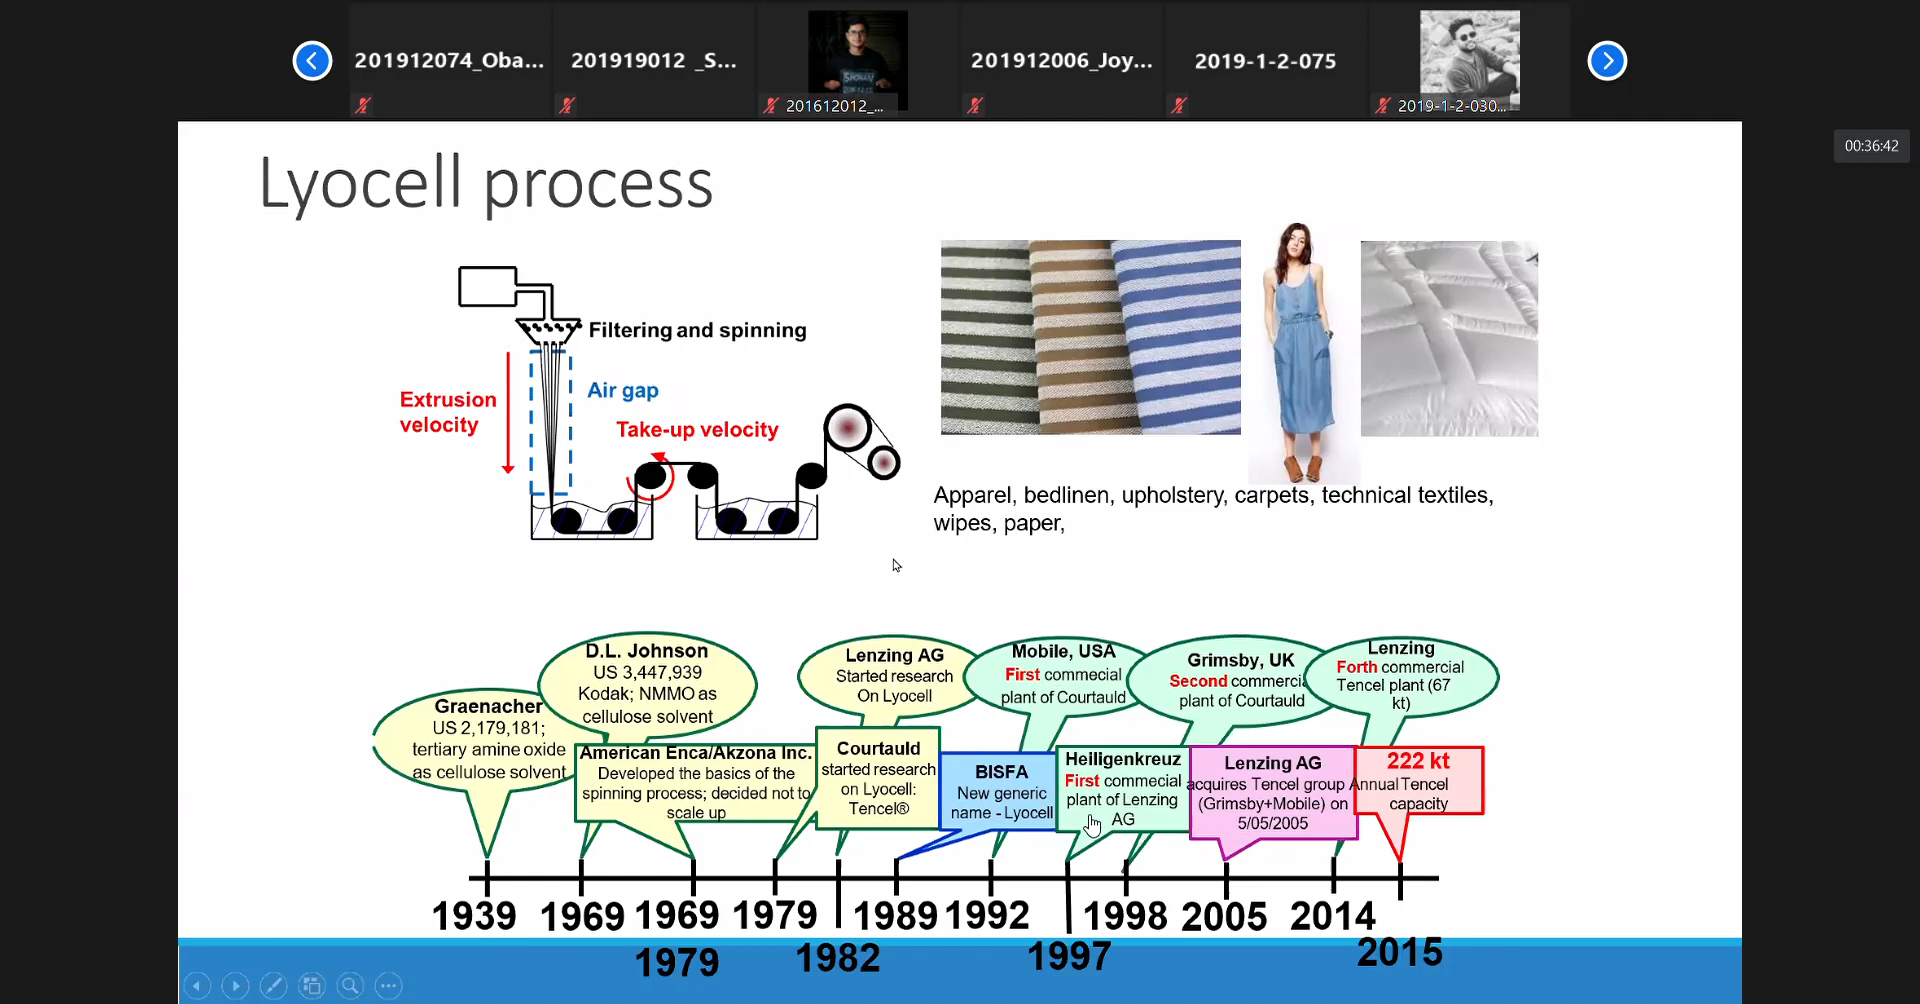 201912074_Oba...
201919012 _S...
201612012_...
201912006_Joy...
2019-1-2-075
2019-1-2-030...
00:36:42
Lyocell process
Filtering and spinning
Extrusion
velocity
Air gap
Take-up velocity
Apparel, bedlinen, upholstery, carpets, technical textiles,
wipes, paper,
Graenacher
US 2,179,181;
tertiary amine oxide
as cellulose solvent
D.L. Johnson
US 3,447,939
Kodak; NMMO as
cellulose solvent
American Enca/Akzona Inc.
Developed the basics of the
spinning process; decided not to
scale up
Lenzing AG
Started research
On Lyocell
Courtauld
started research
on Lyocell:
Tencel®
BISFA
New generic
name - Lyocell
Mobile, USA
First commecial
plant of Courtauld
Heiligenkreuz
First commecial
plant of Lenzing
AG
Grimsby, UK
Second commercia
plant of Courtauld
Lenzing AG
acquires Tencel group
(Grimsby+Mobile) on
5/05/2005
Lenzing
Forth commercial
Tencel plant (67
kt)
222 kt
Annual Tencel
capacity
1939
1969
1969
1979
1979
1982
1989
1992
1997
1998
2005
2014
2015